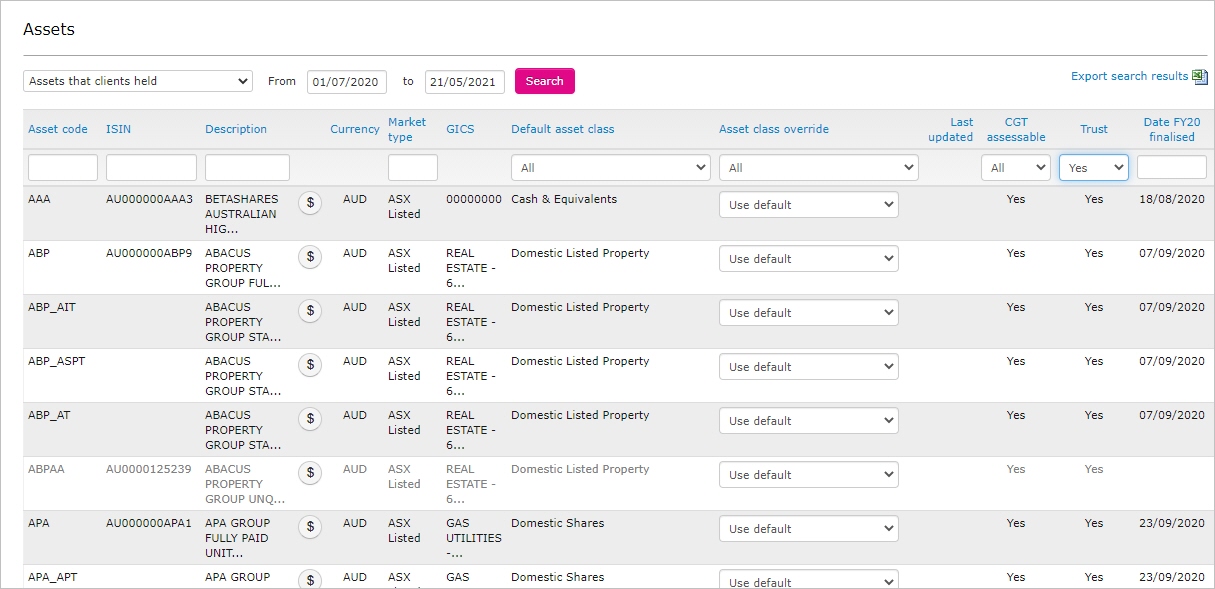 Assets
Assets that clients held From 01/07/2020 to 21/05/2021 Search Export search results
Asset code ISIN Description Currency Market type GICS Default asset class Asset class override Last updated CGT assessable Trust Date FY20 finalised
All All All Yes
AAA AU000000AAA3 BETASHARES AUSTRALIAN HIG... $ AUD ASX Listed 00000000 Cash & Equivalents Use default Yes Yes 18/08/2020
ABP AU000000ABP9 ABACUS PROPERTY GROUP FUL... $ AUD ASX Listed REAL ESTATE - 6... Domestic Listed Property Use default Yes Yes 07/09/2020
ABP_AIT ABACUS PROPERTY GROUP STA... $ AUD ASX Listed REAL ESTATE - 6... Domestic Listed Property Use default Yes Yes 07/09/2020
ABP_ASPT ABACUS PROPERTY GROUP STA... $ AUD ASX Listed REAL ESTATE - 6... Domestic Listed Property Use default Yes Yes 07/09/2020
ABP_AT ABACUS PROPERTY GROUP STA... $ AUD ASX Listed REAL ESTATE - 6... Domestic Listed Property Use default Yes Yes 07/09/2020
ABPAA AU0000125239 ABACUS PROPERTY GROUP UNQ... $ AUD ASX Listed REAL ESTATE - 6... Domestic Listed Property Use default Yes Yes
APA AU000000APA1 APA GROUP FULLY PAID UNIT... $ AUD ASX Listed GAS UTILITIES -... Domestic Shares Use default Yes Yes 23/09/2020
APA_APT APA GROUP $ AUD ASX GAS Domestic Shares Use default Yes Yes 23/09/2020